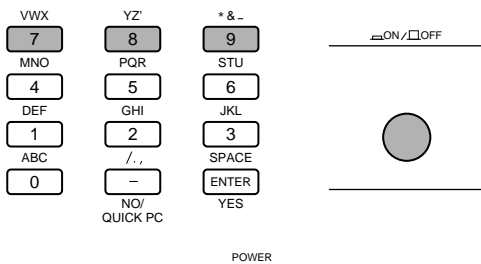 VWX YZ' *&_
7 8 9 ON/OFF
MNO PQR STU
4 5 6
DEF GHI JKL
1 2 3
ABC /., SPACE
0 – ENTER
NO/ YES
QUICK PC
POWER